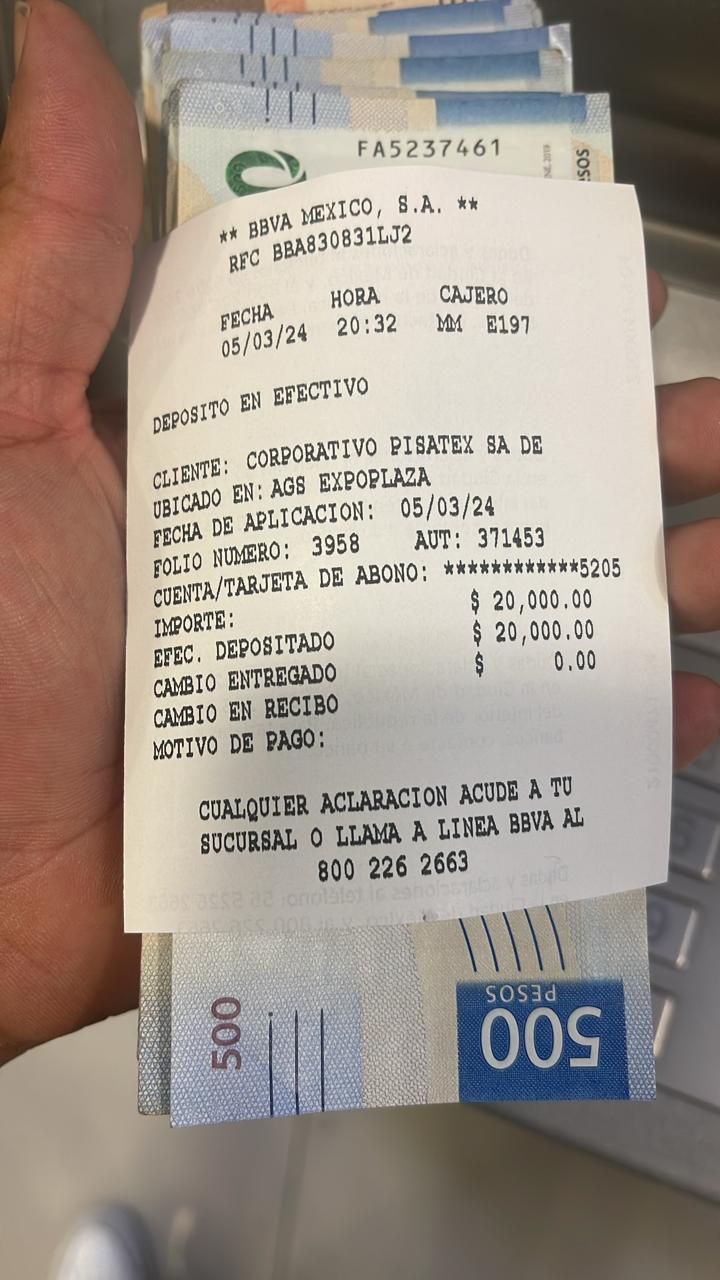 FA5237461
** BBVA MEXICO, S.A. **
RFC BBA830831LJ2
FECHA HORA CAJERO
05/03/24 20:32 MM E197
DEPOSITO EN EFECTIVO
CLIENTE: CORPORATIVO PISATEX SA DE
UBICADO EN: AGS EXPOPLAZA
FECHA DE APLICACION: 05/03/24
FOLIO NUMERO: 3958 AUT: 371453
CUENTA/TARJETA DE ABONO: ************5205
IMPORTE: $ 20,000.00
EFEC. DEPOSITADO $ 20,000.00
CAMBIO ENTREGADO $ 0.00
CAMBIO EN RECIBO
MOTIVO DE PAGO:
CUALQUIER ACLARACION ACUDE A TU
SUCURSAL O LLAMA A LINEA BBVA AL
800 226 2663
500
500
PESOS